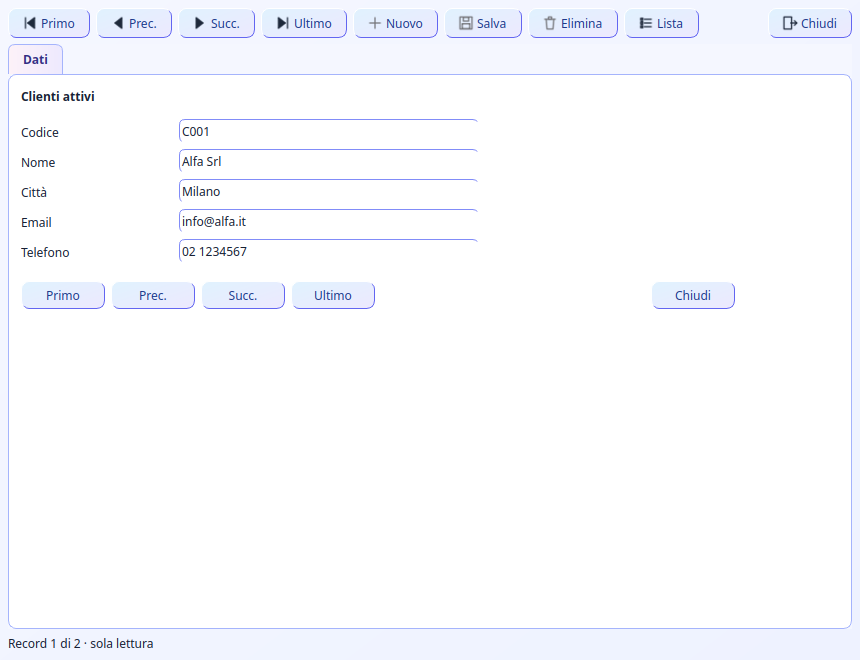 Primo Prec. Succ. Ultimo Nuovo Salva Elimina Lista Chiudi
Dati
Clienti attivi
Codice C001
Nome Alfa Srl
Città Milano
Email info@alfa.it
Telefono 02 1234567
Primo Prec. Succ. Ultimo Chiudi
Record 1 di 2 · sola lettura